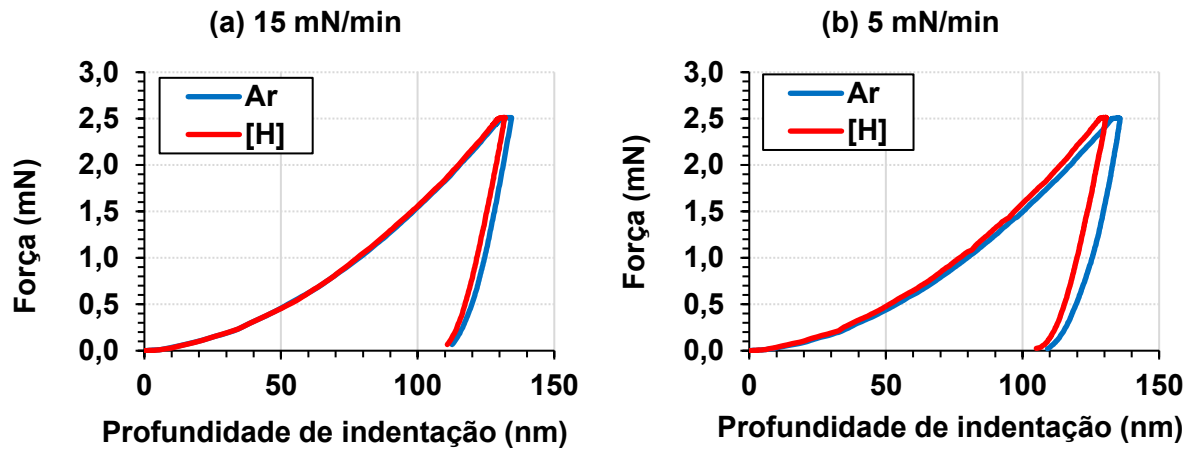 (a) 15 mN/min
3,0
2,5
2,0
1,5
1,0
0,5
0,0
Força (mN)
Ar
[H]
0 50 100 150
Profundidade de indentação (nm)
(b) 5 mN/min
3,0
2,5
2,0
1,5
1,0
0,5
0,0
Força (mN)
Ar
[H]
0 50 100 150
Profundidade de indentação (nm)